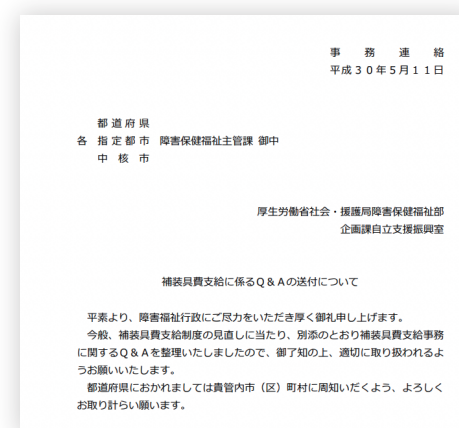 事　務　連　絡
平成３０年５月１１日
都道府県
各　指定都市　障害保健福祉主管課 御中
中　核　市
厚生労働省社会・援護局障害保健福祉部
企画課自立支援振興室
補装具費支給に係るＱ＆Ａの送付について
平素より、障害福祉行政にご尽力をいただき厚く御礼申し上げます。
今般、補装具費支給制度の見直しに当たり、別添のとおり補装具費支給事務
に関するＱ＆Ａを整理いたしましたので、御了知の上、適切に取り扱われるよ
うお願いいたします。
都道府県におかれましては貴管内市（区）町村に周知いだくよう、よろしく
お取り計らい願います。